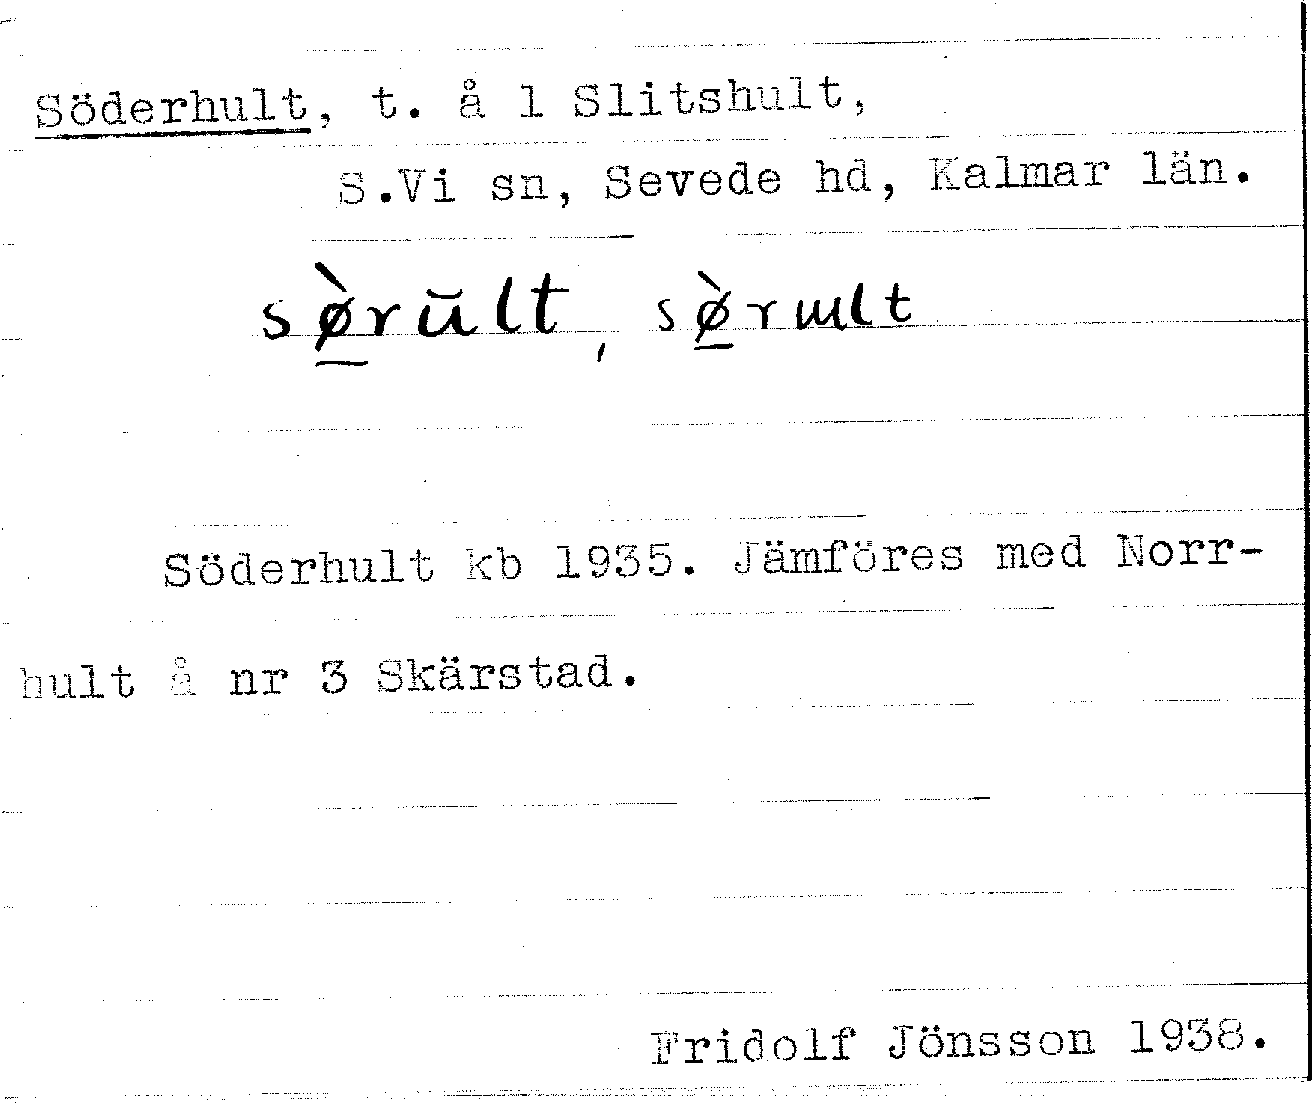 Söderhult, t. å 1 Slitshult,
S.Vi sn, Sevede hd, Kalmar län.
sø̲̀rŭlt, sø̲̀rɯlt
Söderhult kb 1935. Jämföres med Norr-
hult å nr 3 Skärstad.
Fridolf Jönsson 1938.